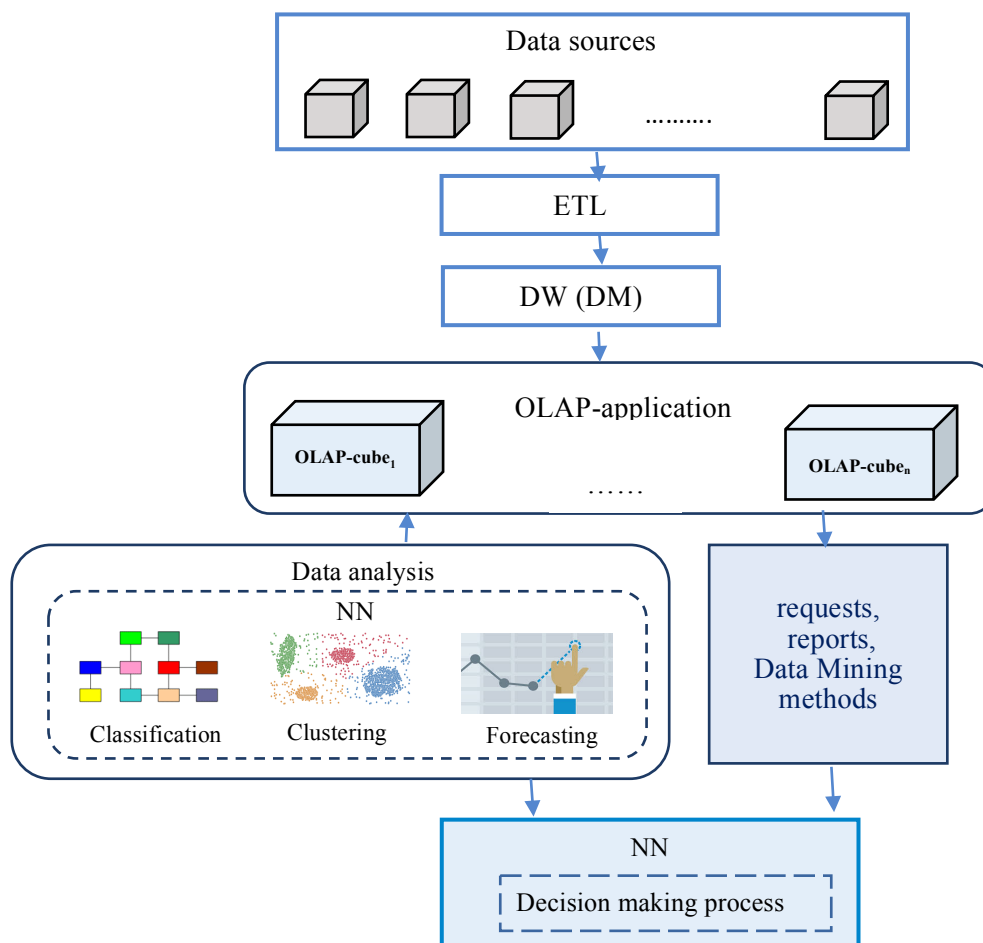 Data sources
……….
ETL
DW (DM)
OLAP-application
OLAP-cube₁
……
OLAP-cubeₙ
Data analysis
NN
Classification
Clustering
Forecasting
requests,
reports,
Data Mining
methods
NN
Decision making process